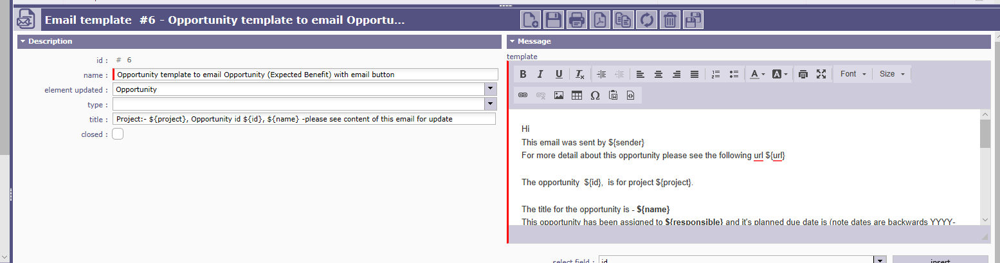 Email template #6 - Opportunity template to email Opportu...
Description
id : # 6
name : Opportunity template to email Opportunity (Expected Benefit) with email button
element updated : Opportunity
type :
title : Project:- ${project}, Opportunity id ${id}, ${name} -please see content of this email for update
closed :
Message
template
B I U Tx A A Font Size
Hi
This email was sent by ${sender}
For more detail about this opportunity please see the following url ${url}
The opportunity ${id}, is for project ${project}.
The title for the opportunity is - ${name}
This opportunity has been assigned to ${responsible} and it's planned due date is (note dates are backwards YYYY-
select field : id insert